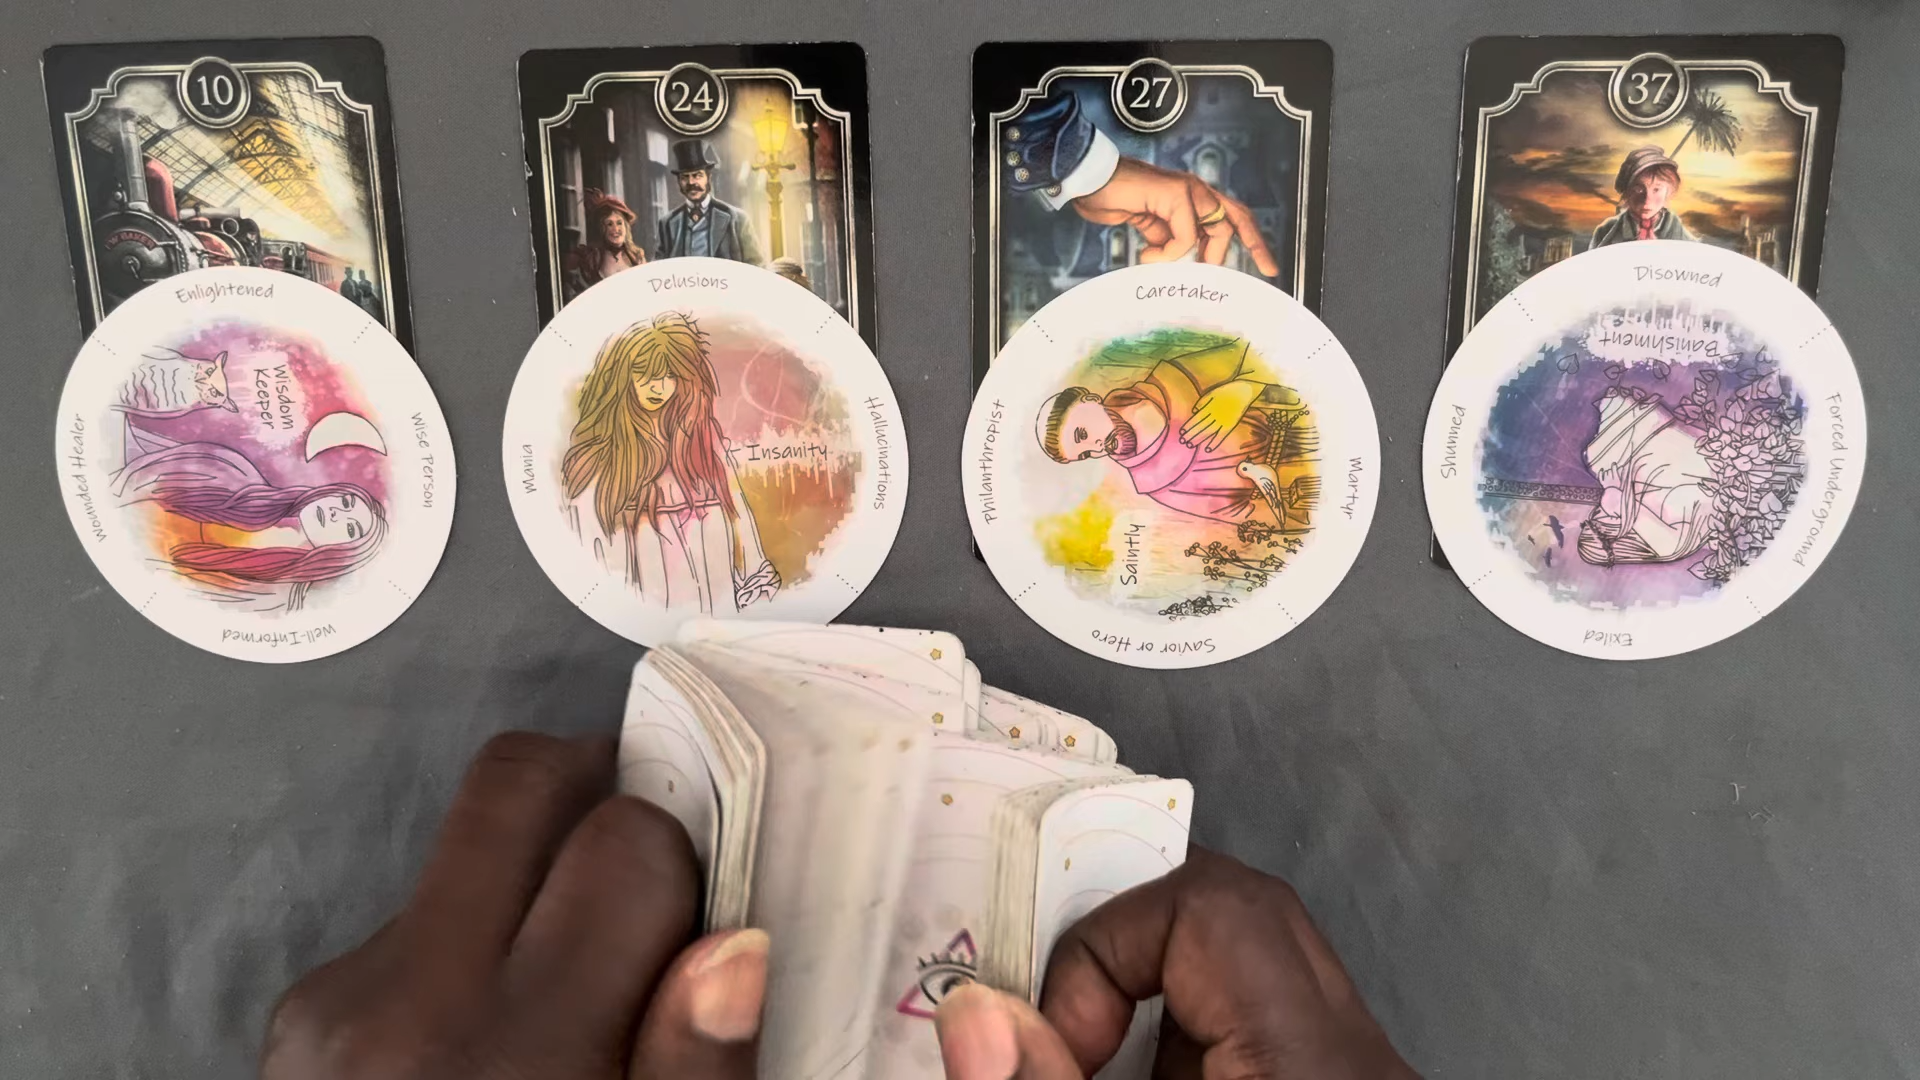 10
24
27
37
Enlightened
Wisdom
Keeper
Wounded Healer
Wise Person
Well-Informed
Delusions
Insanity
Mania
Hallucinations
Caretaker
Saintly
Philanthropist
Martyr
Savior or Hero
Disowned
Banishment
Shunned
Forced Underground
Exiled